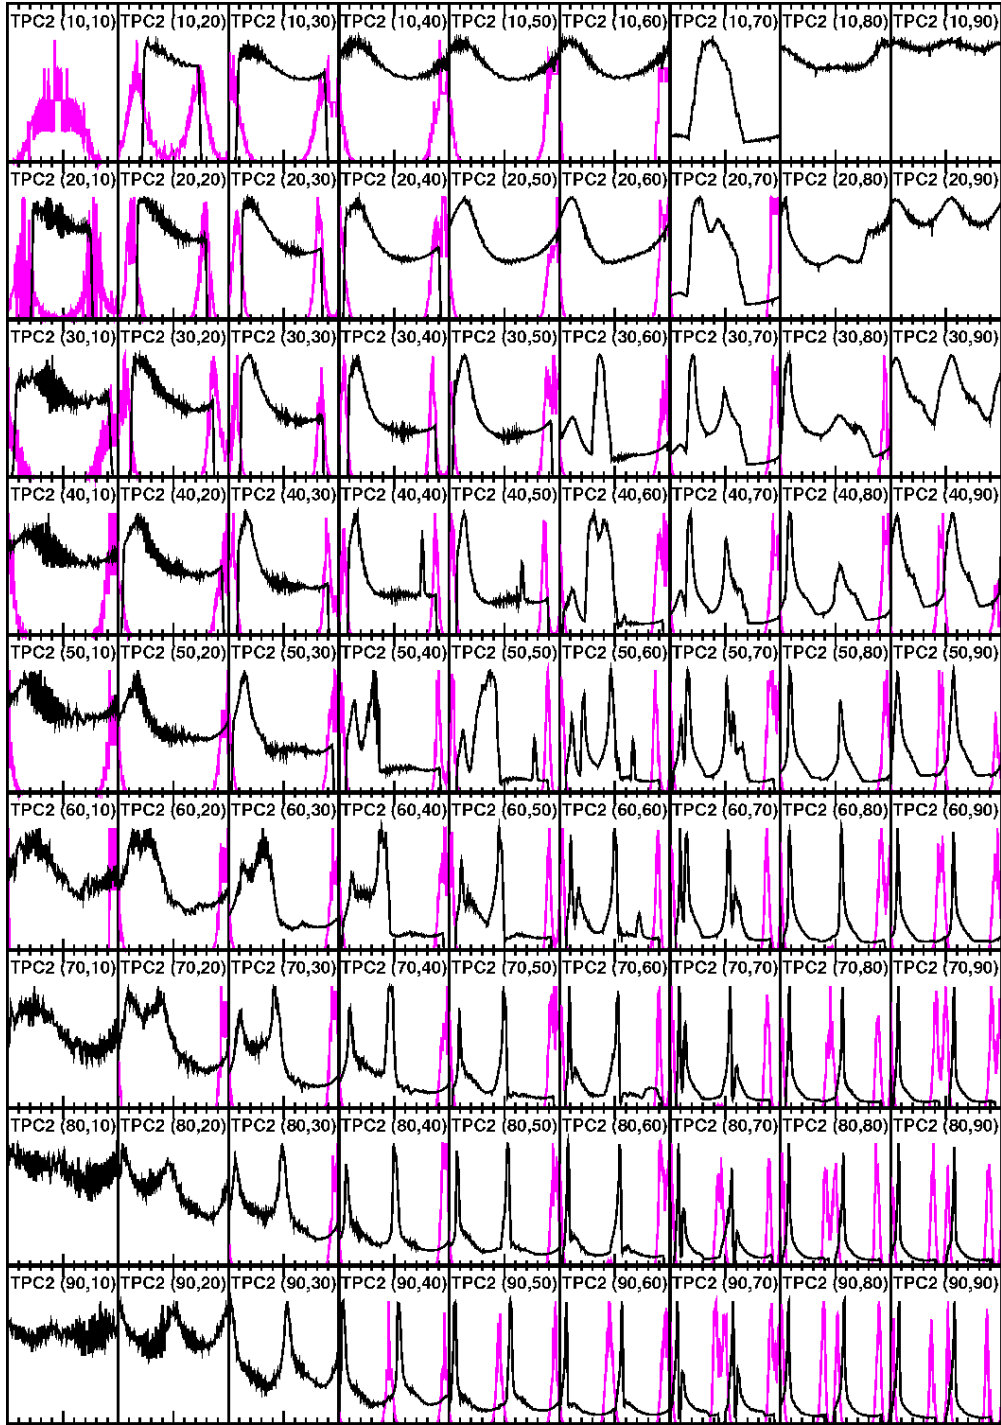 TPC2 (10,10) TPC2 (10,20) TPC2 (10,30) TPC2 (10,40) TPC2 (10,50) TPC2 (10,60) TPC2 (10,70) TPC2 (10,80) TPC2 (10,90)
TPC2 (20,10) TPC2 (20,20) TPC2 (20,30) TPC2 (20,40) TPC2 (20,50) TPC2 (20,60) TPC2 (20,70) TPC2 (20,80) TPC2 (20,90)
TPC2 (30,10) TPC2 (30,20) TPC2 (30,30) TPC2 (30,40) TPC2 (30,50) TPC2 (30,60) TPC2 (30,70) TPC2 (30,80) TPC2 (30,90)
TPC2 (40,10) TPC2 (40,20) TPC2 (40,30) TPC2 (40,40) TPC2 (40,50) TPC2 (40,60) TPC2 (40,70) TPC2 (40,80) TPC2 (40,90)
TPC2 (50,10) TPC2 (50,20) TPC2 (50,30) TPC2 (50,40) TPC2 (50,50) TPC2 (50,60) TPC2 (50,70) TPC2 (50,80) TPC2 (50,90)
TPC2 (60,10) TPC2 (60,20) TPC2 (60,30) TPC2 (60,40) TPC2 (60,50) TPC2 (60,60) TPC2 (60,70) TPC2 (60,80) TPC2 (60,90)
TPC2 (70,10) TPC2 (70,20) TPC2 (70,30) TPC2 (70,40) TPC2 (70,50) TPC2 (70,60) TPC2 (70,70) TPC2 (70,80) TPC2 (70,90)
TPC2 (80,10) TPC2 (80,20) TPC2 (80,30) TPC2 (80,40) TPC2 (80,50) TPC2 (80,60) TPC2 (80,70) TPC2 (80,80) TPC2 (80,90)
TPC2 (90,10) TPC2 (90,20) TPC2 (90,30) TPC2 (90,40) TPC2 (90,50) TPC2 (90,60) TPC2 (90,70) TPC2 (90,80) TPC2 (90,90)